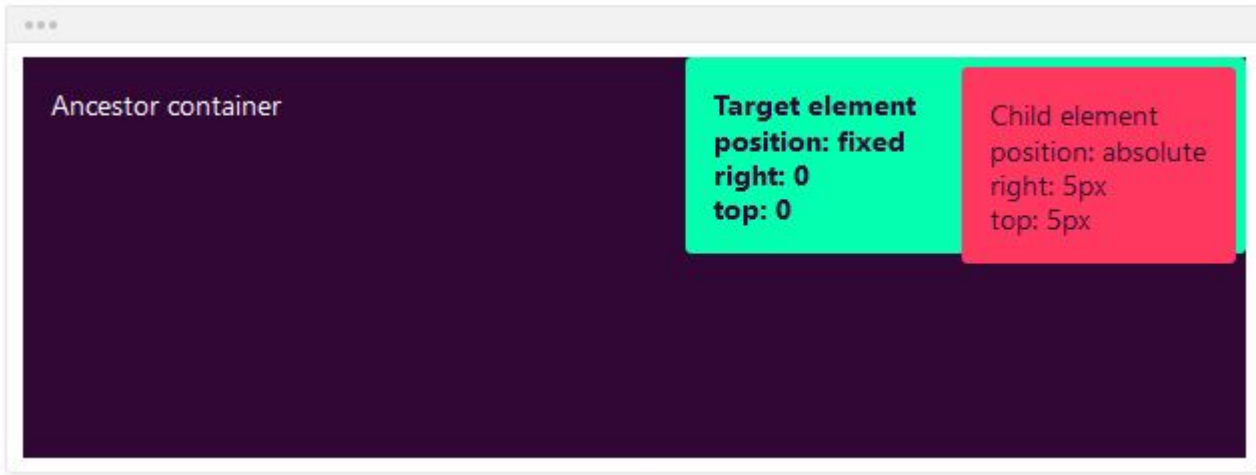 Ancestor container
Target element
position: fixed
right: 0
top: 0
Child element
position: absolute
right: 5px
top: 5px